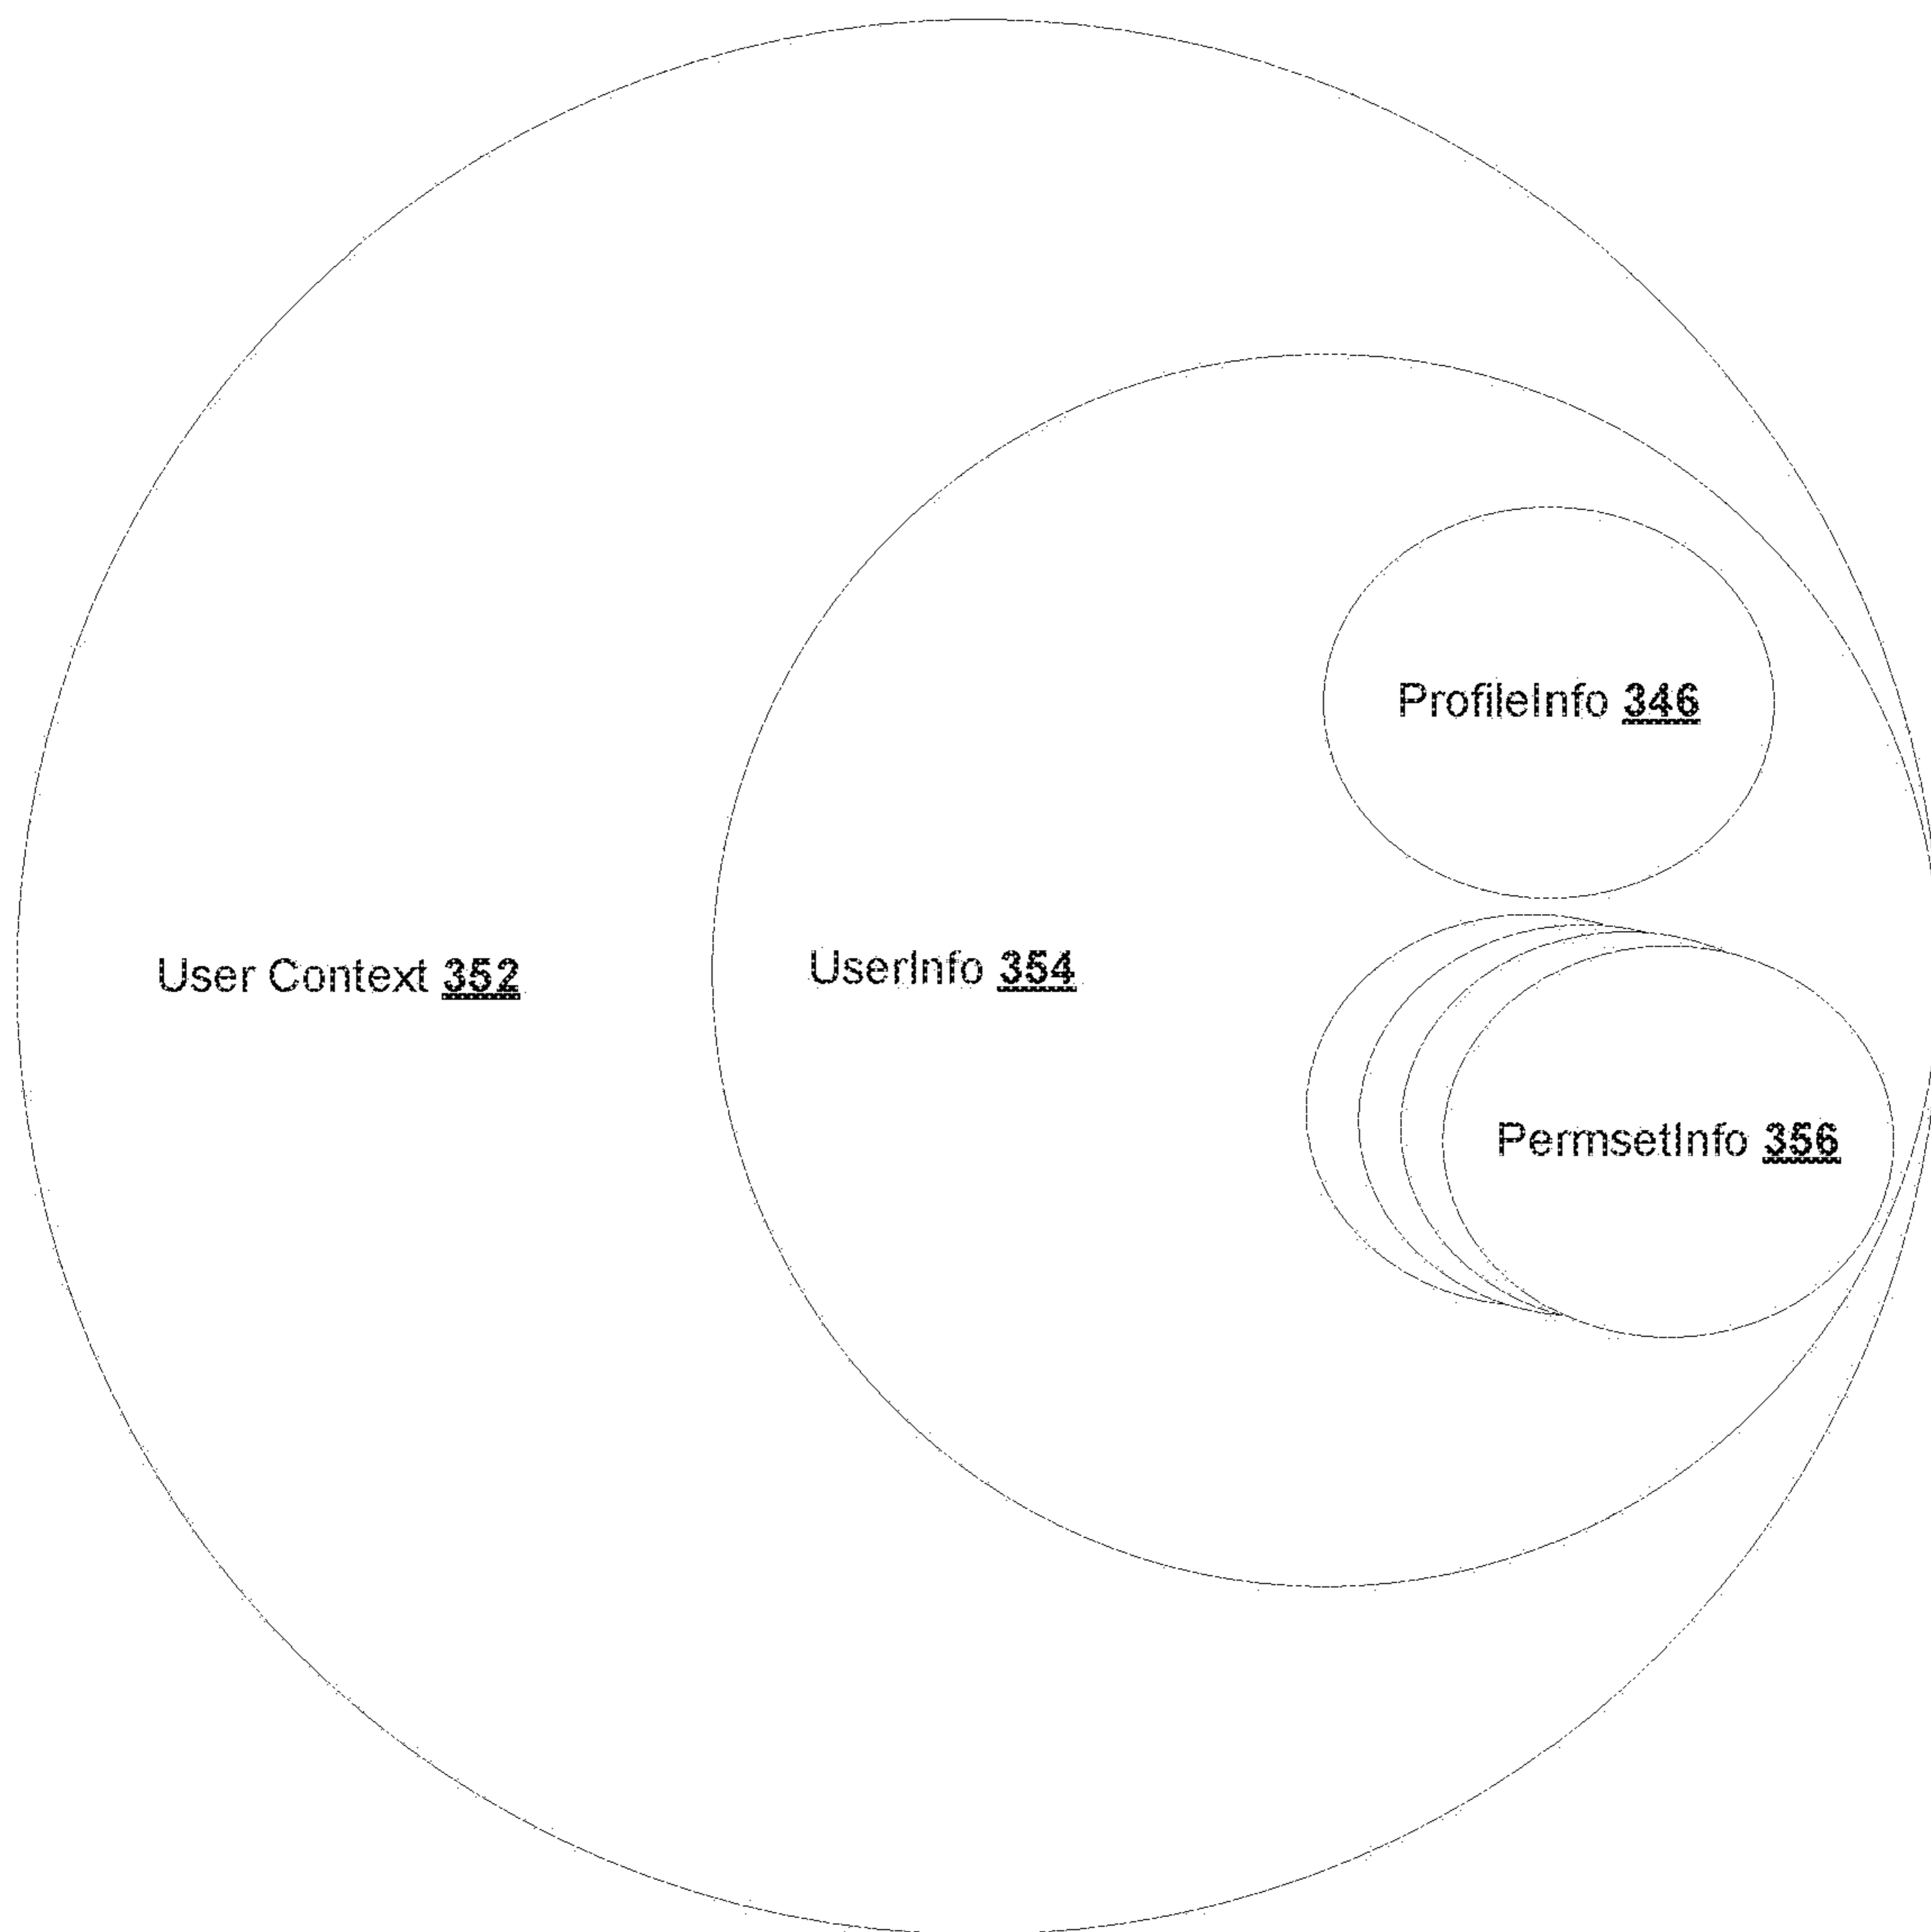 ProfileInfo 346
User Context 352
UserInfo 354
PermsetInfo 356